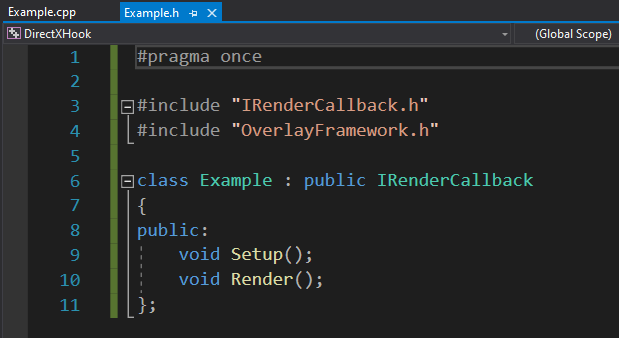 Example.cpp Example.h
DirectXHook (Global Scope)
1 #pragma once
2
3 #include "IRenderCallback.h"
4 #include "OverlayFramework.h"
5
6 class Example : public IRenderCallback
7 {
8 public:
9 void Setup();
10 void Render();
11 };